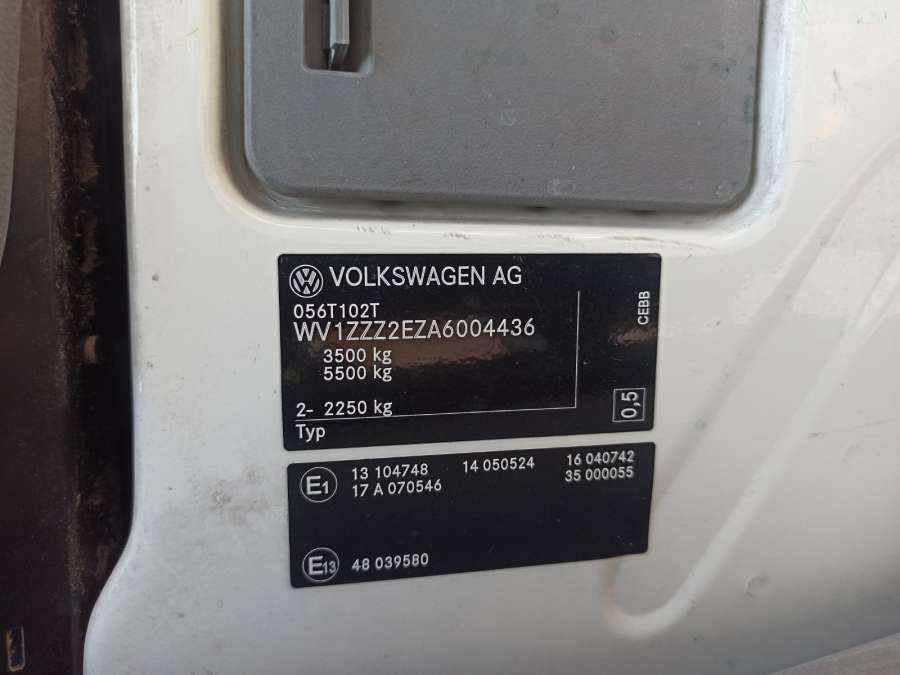 VOLKSWAGEN AG
056T102T
WV1ZZZ2EZA6004436
3500 kg
5500 kg
2- 2250 kg
Typ
CEBB
0,5
E1 13 104748 14 050524 16 040742
17 A 070546 35 000055
E13 48 039580